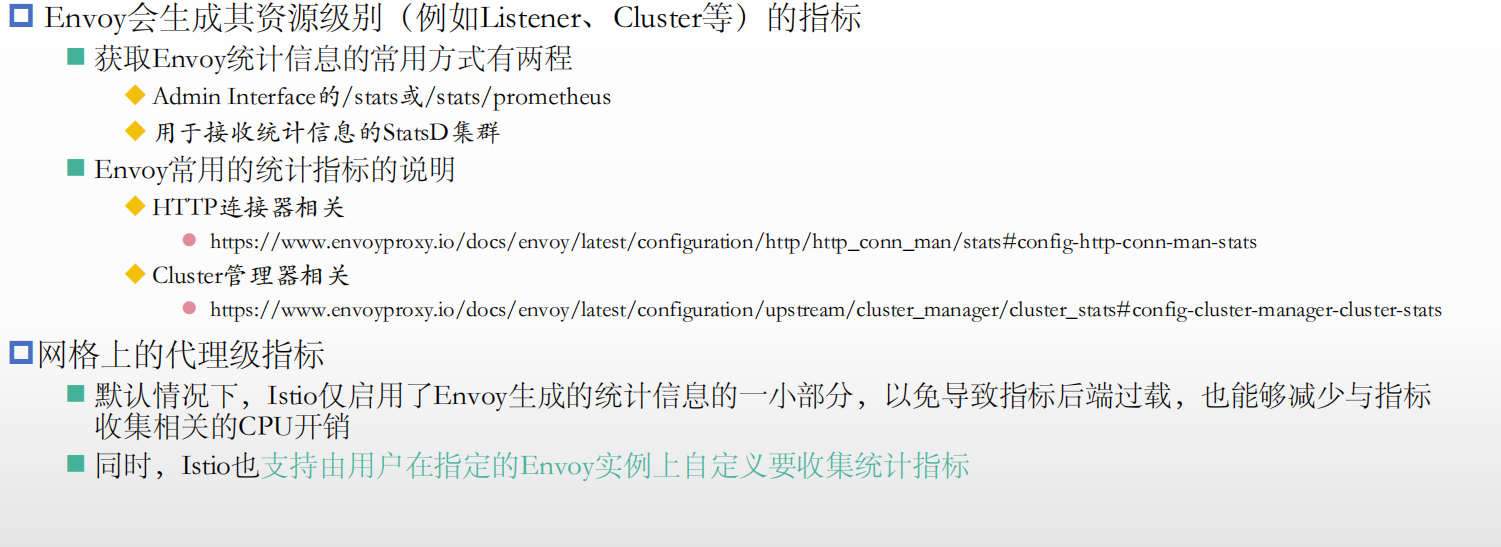 Envoy会生成其资源级别（例如Listener、Cluster等）的指标
获取Envoy统计信息的常用方式有两程
Admin Interface的/stats或/stats/prometheus
用于接收统计信息的StatsD集群
Envoy常用的统计指标的说明
HTTP连接器相关
https://www.envoyproxy.io/docs/envoy/latest/configuration/http/http_conn_man/stats#config-http-conn-man-stats
Cluster管理器相关
https://www.envoyproxy.io/docs/envoy/latest/configuration/upstream/cluster_manager/cluster_stats#config-cluster-manager-cluster-stats
网格上的代理级指标
默认情况下，Istio仅启用了Envoy生成的统计信息的一小部分，以免导致指标后端过载，也能够减少与指标
收集相关的CPU开销
同时，Istio也支持由用户在指定的Envoy实例上自定义要收集统计指标